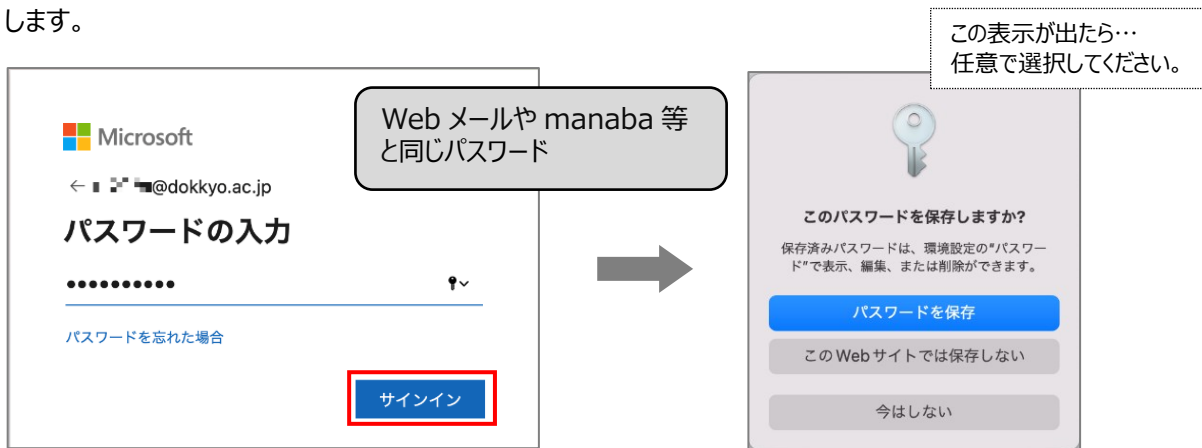 します。
この表示が出たら…
任意で選択してください。
Web メールや manaba 等
と同じパスワード
Microsoft
@dokkyo.ac.jp
パスワードの入力
パスワードを忘れた場合
サインイン
このパスワードを保存しますか?
保存済みパスワードは、環境設定の"パスワー
ド"で表示、編集、または削除ができます。
パスワードを保存
このWebサイトでは保存しない
今はしない